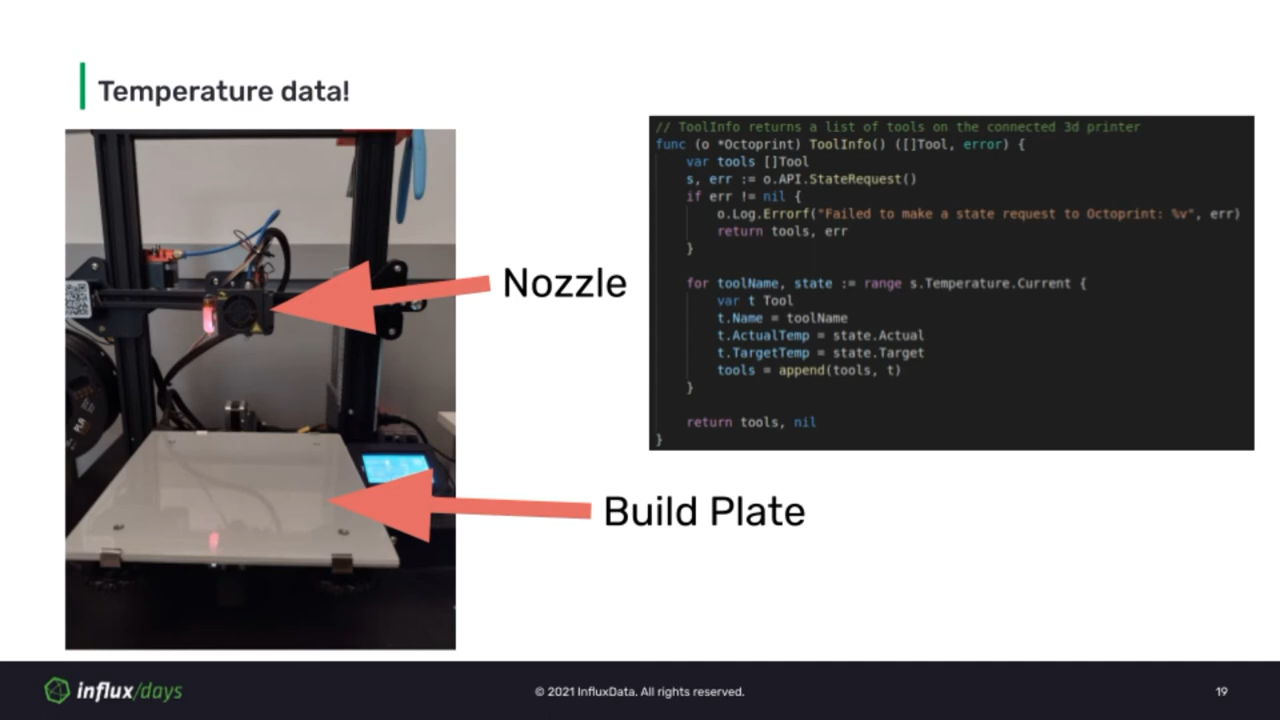 Temperature data!
// ToolInfo returns a list of tools on the connected 3d printer
func (o *Octoprint) ToolInfo() ([]Tool, error) {
    var tools []Tool
    s, err := o.API.StateRequest()
    if err != nil {
        o.Log.Errorf("Failed to make a state request to Octoprint: %v", err)
        return tools, err
    }

    for toolName, state := range s.Temperature.Current {
        var t Tool
        t.Name = toolName
        t.ActualTemp = state.Actual
        t.TargetTemp = state.Target
        tools = append(tools, t)
    }

    return tools, nil
}
Nozzle
PLA
Build Plate
influx/days
© 2021 InfluxData. All rights reserved.
19